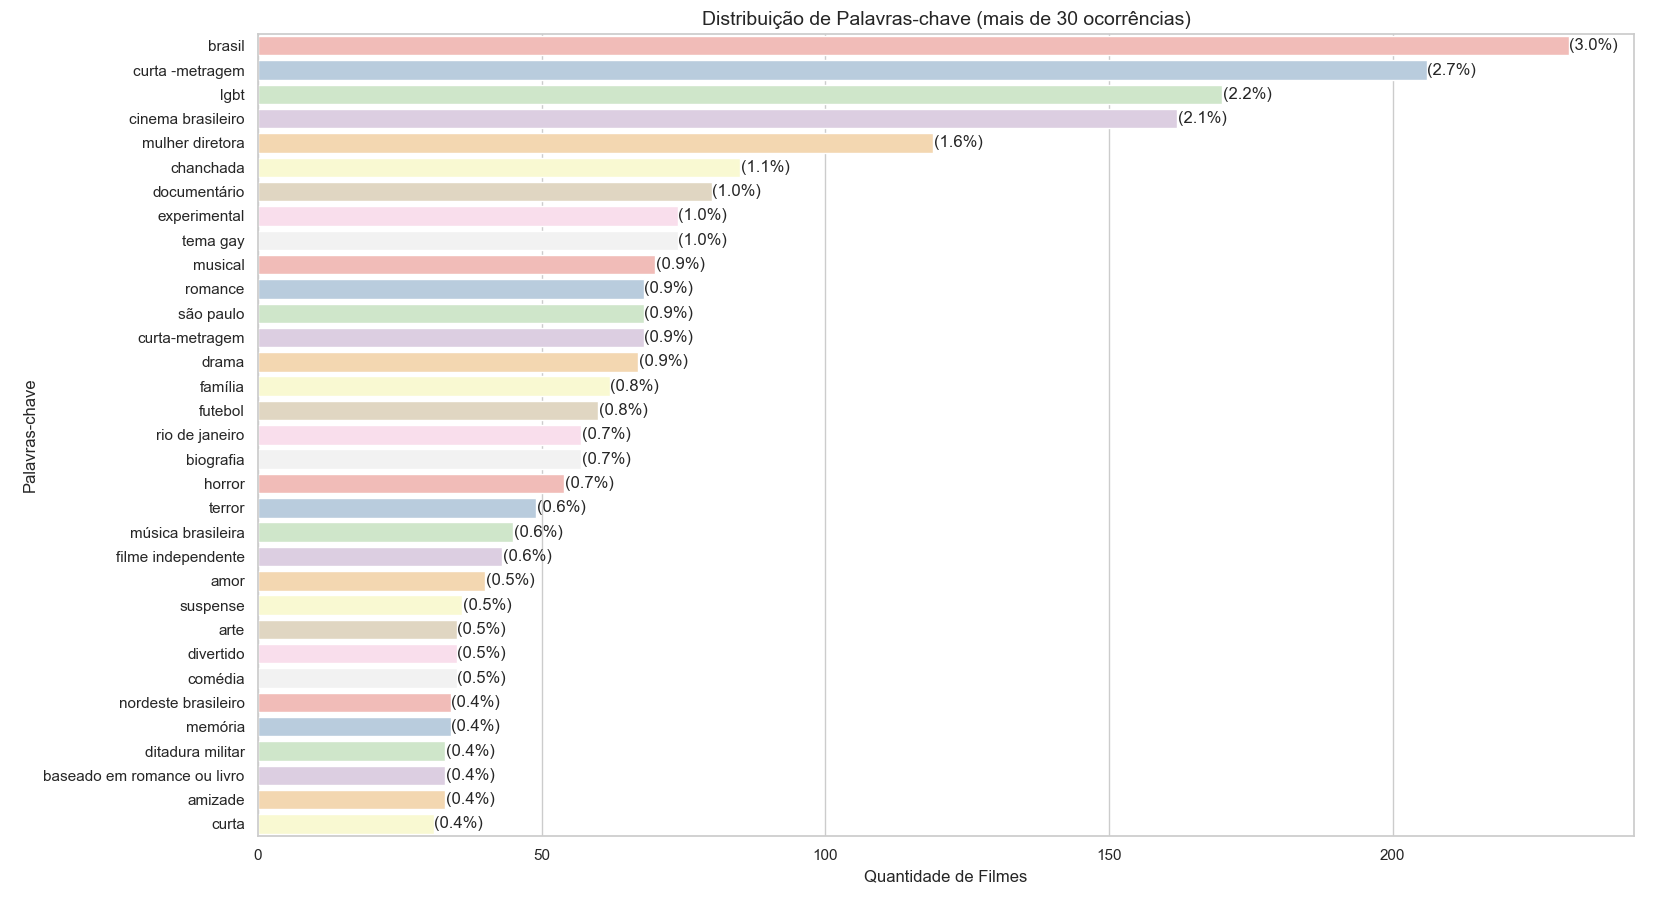 Distribuição de Palavras-chave (mais de 30 ocorrências)
Palavras-chave
brasil (3.0%)
curta -metragem (2.7%)
lgbt (2.2%)
cinema brasileiro (2.1%)
mulher diretora (1.6%)
chanchada (1.1%)
documentário (1.0%)
experimental (1.0%)
tema gay (1.0%)
musical (0.9%)
romance (0.9%)
são paulo (0.9%)
curta-metragem (0.9%)
drama (0.9%)
família (0.8%)
futebol (0.8%)
rio de janeiro (0.7%)
biografia (0.7%)
horror (0.7%)
terror (0.6%)
música brasileira (0.6%)
filme independente (0.6%)
amor (0.5%)
suspense (0.5%)
arte (0.5%)
divertido (0.5%)
comédia (0.5%)
nordeste brasileiro (0.4%)
memória (0.4%)
ditadura militar (0.4%)
baseado em romance ou livro (0.4%)
amizade (0.4%)
curta (0.4%)
0 50 100 150 200
Quantidade de Filmes